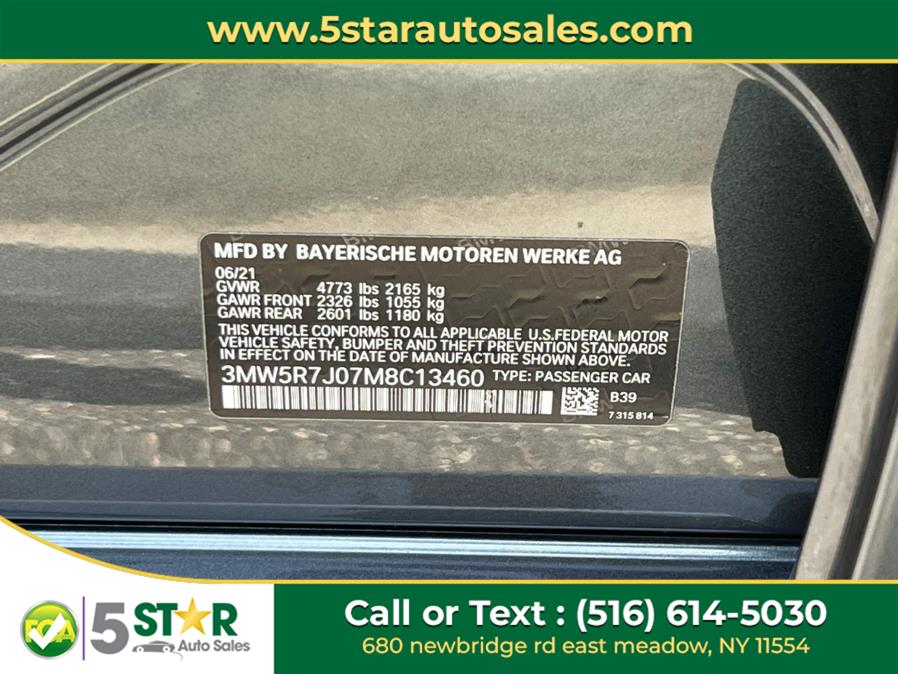 www.5starautosales.com
MFD BY BAYERISCHE MOTOREN WERKE AG
06/21
GVWR 4773 lbs 2165 kg
GAWR FRONT 2326 lbs 1055 kg
GAWR REAR 2601 lbs 1180 kg
THIS VEHICLE CONFORMS TO ALL APPLICABLE U.S.FEDERAL MOTOR
VEHICLE SAFETY, BUMPER AND THEFT PREVENTION STANDARDS
IN EFFECT ON THE DATE OF MANUFACTURE SHOWN ABOVE.
3MW5R7J07M8C13460 TYPE: PASSENGER CAR
B39
7 315 814
5 STAR
Auto Sales
Call or Text : (516) 614-5030
680 newbridge rd east meadow, NY 11554